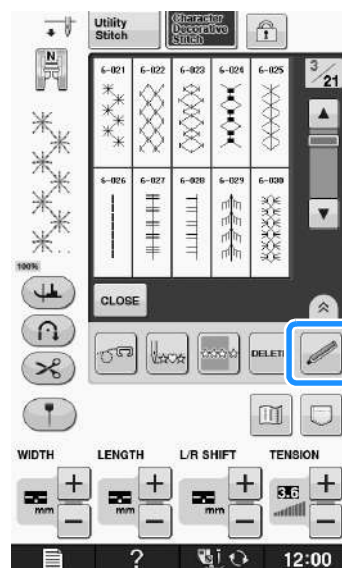 Utility
Stitch
Character
Decorative
Stitch
N
6-021 6-022 6-023 6-024 6-025
3/21
6-026 6-027 6-028 6-029 6-030
100%
CLOSE
DELETE
WIDTH LENGTH L/R SHIFT TENSION
3.6
mm mm mm
? 12:00